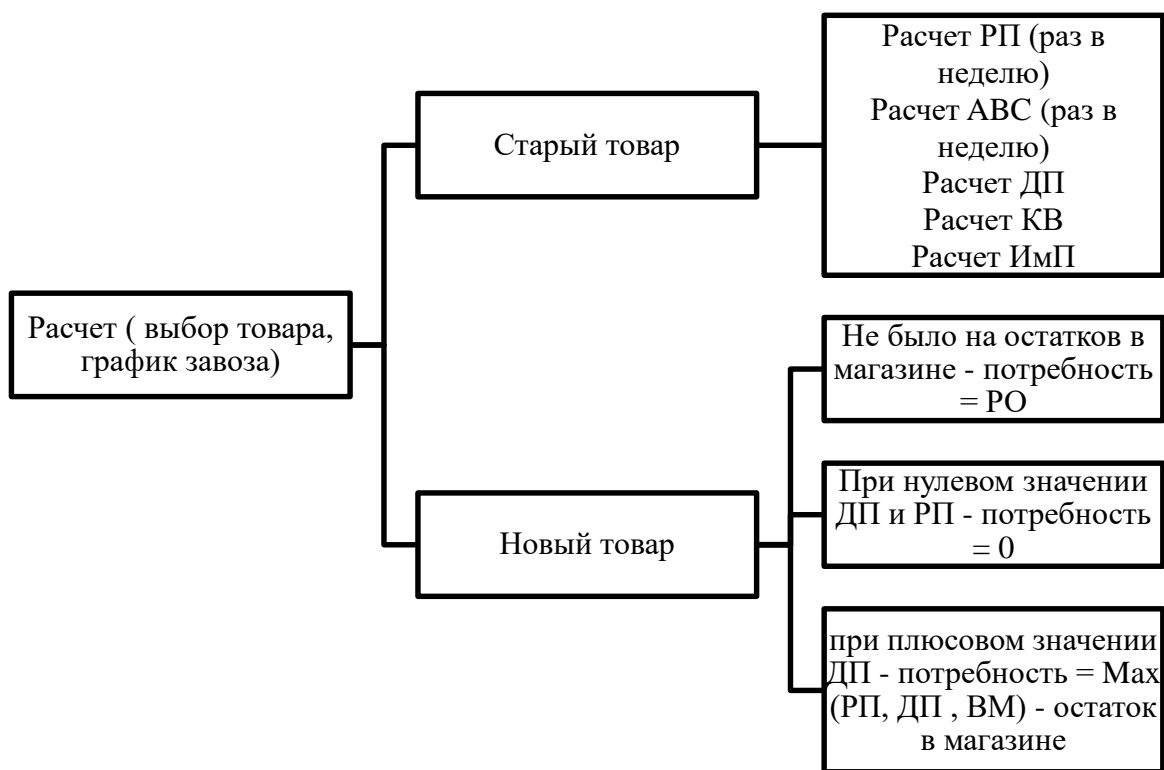 Расчет ( выбор товара,
график завоза)
Старый товар
Расчет РП (раз в
неделю)
Расчет АВС (раз в
неделю)
Расчет ДП
Расчет КВ
Расчет ИмП
Новый товар
Не было на остатков в
магазине - потребность
= РО
При нулевом значении
ДП и РП - потребность
= 0
при плюсовом значении
ДП - потребность = Max
(РП, ДП , ВМ) - остаток
в магазине